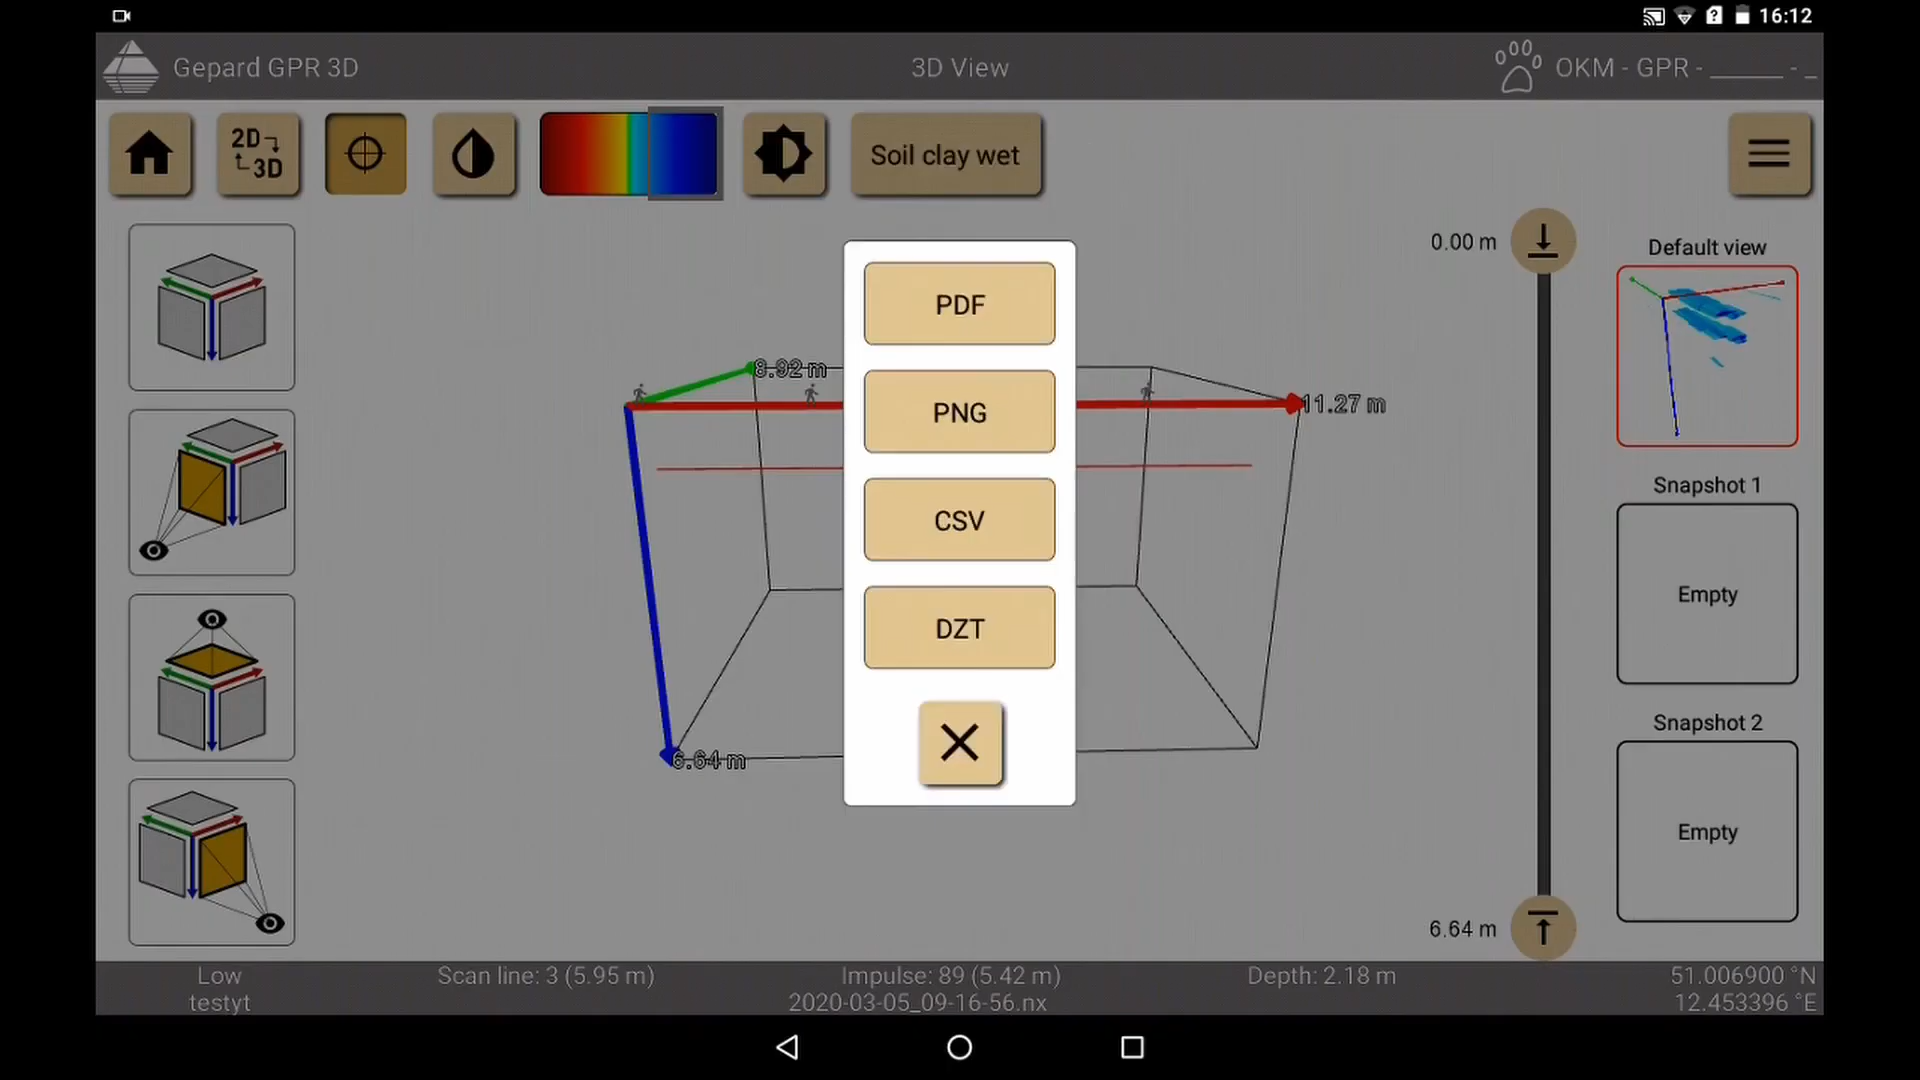 16:12
Gepard GPR 3D
3D View
OKM - GPR - ______ - _
2D
3D
Soil clay wet
0.00 m
Default view
PDF
8.92 m
PNG
11.27 m
Snapshot 1
CSV
Empty
DZT
Snapshot 2
6.64 m
Empty
6.64 m
Low
Scan line: 3 (5.95 m)
Impulse: 89 (5.42 m)
Depth: 2.18 m
51.006900 °N
testyt
2020-03-05_09-16-56.nx
12.453396 °E